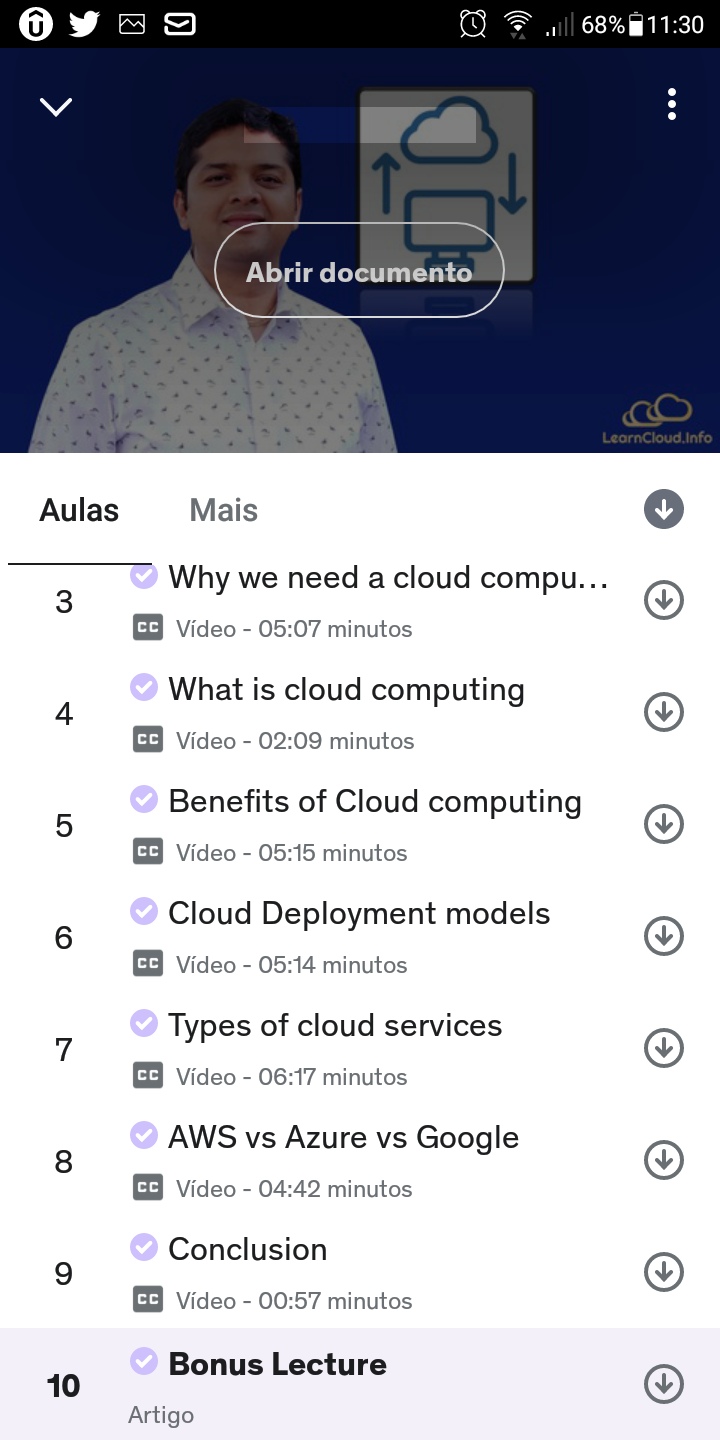 68% 11:30
Abrir documento
LearnCloud.Info
Aulas Mais
3 Why we need a cloud compu...
CC Vídeo - 05:07 minutos
4 What is cloud computing
CC Vídeo - 02:09 minutos
5 Benefits of Cloud computing
CC Vídeo - 05:15 minutos
6 Cloud Deployment models
CC Vídeo - 05:14 minutos
7 Types of cloud services
CC Vídeo - 06:17 minutos
8 AWS vs Azure vs Google
CC Vídeo - 04:42 minutos
9 Conclusion
CC Vídeo - 00:57 minutos
10 Bonus Lecture
Artigo